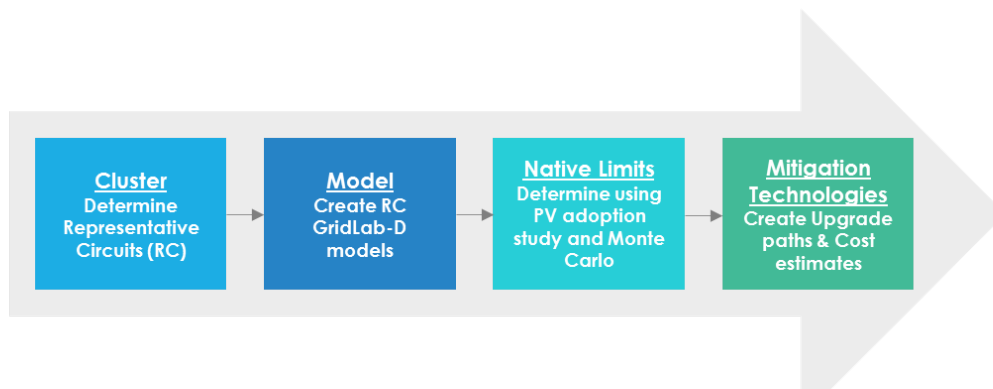 Cluster
Determine
Representative
Circuits (RC)
Model
Create RC
GridLab-D
models
Native Limits
Determine using
PV adoption
study and Monte
Carlo
Mitigation
Technologies
Create Upgrade
paths & Cost
estimates